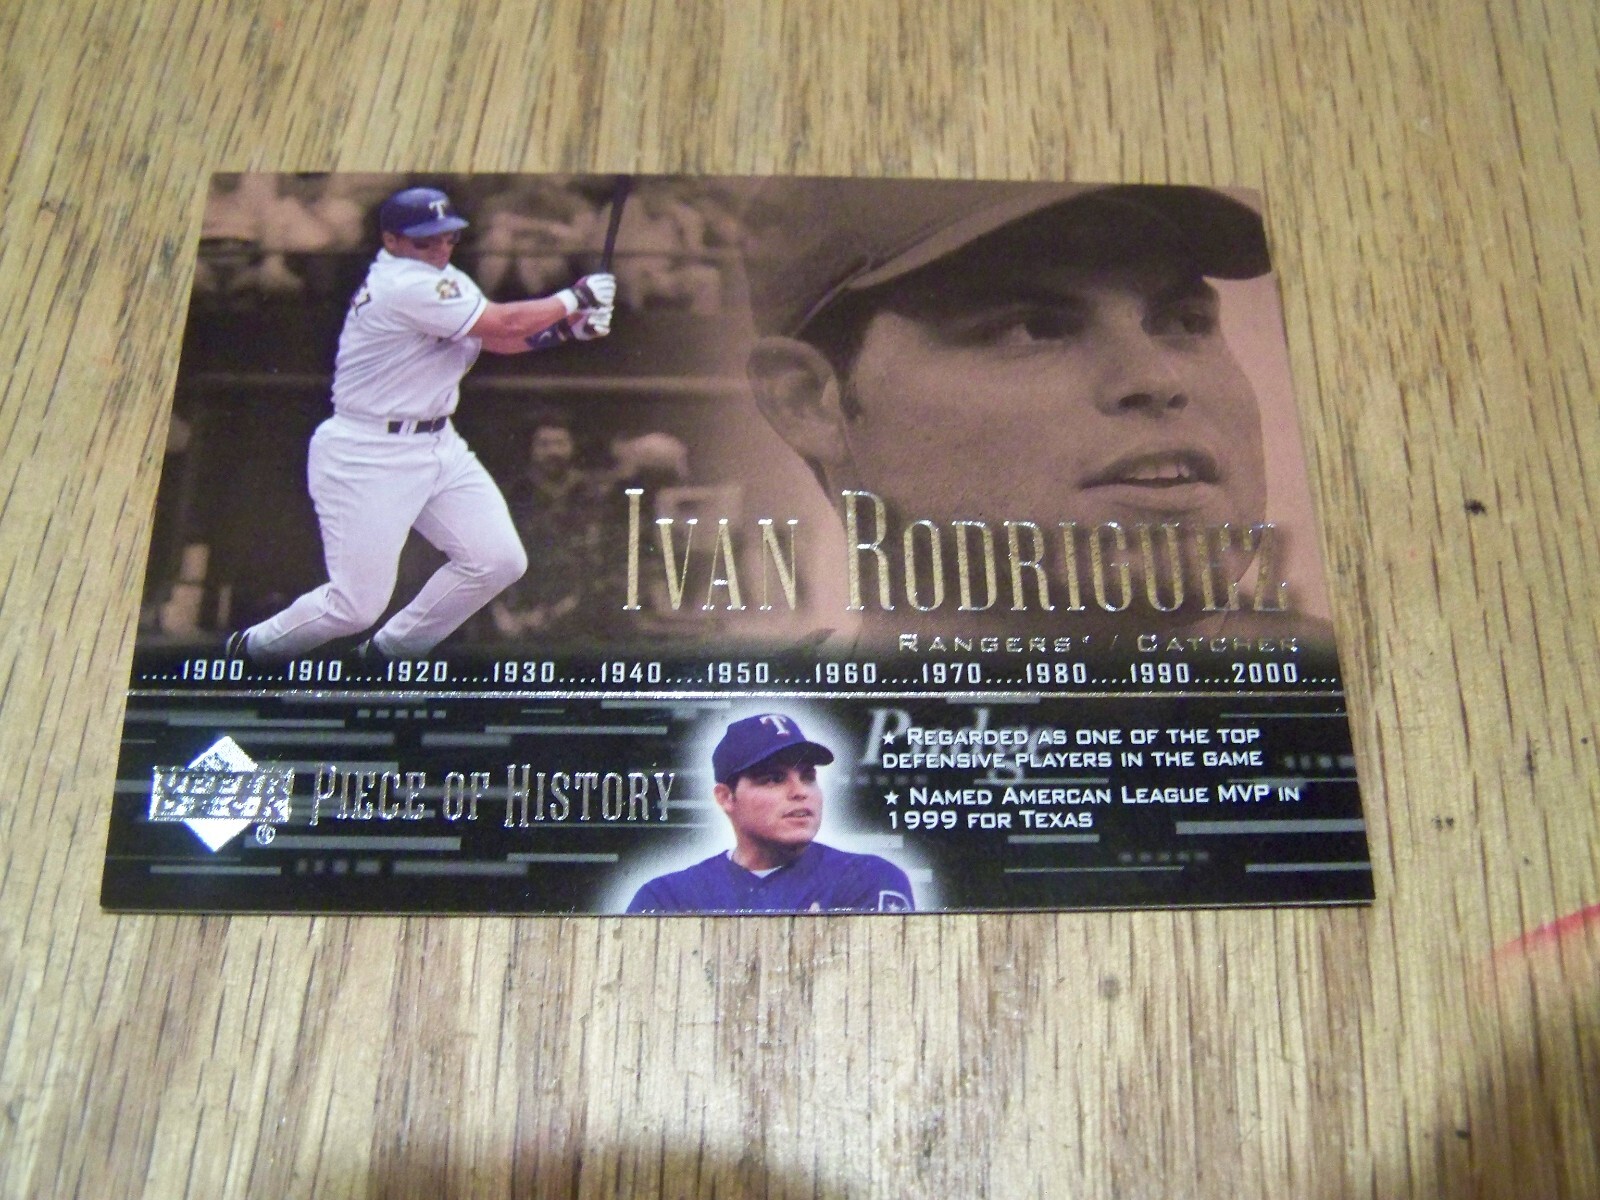 T
IVAN RODRIGUEZ
RANGERS / CATCHER
....1900....1910....1920....1930....1940....1950....1960....1970....1980....1990....2000....
UPPER DECK ® PIECE OF HISTORY
T
Pudge
★ REGARDED AS ONE OF THE TOP
DEFENSIVE PLAYERS IN THE GAME
★ NAMED AMERCAN LEAGUE MVP IN
1999 FOR TEXAS